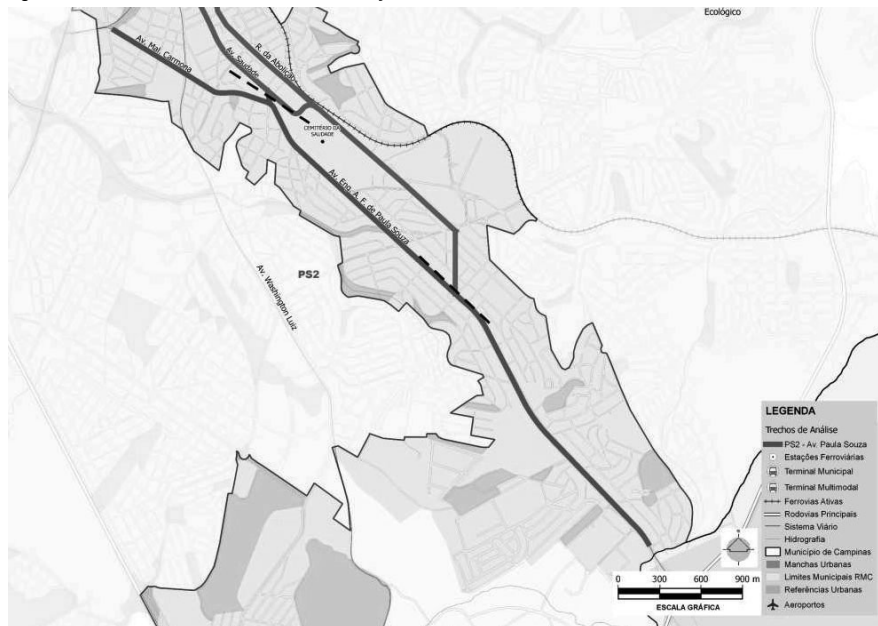 Ecológico
Av. Mal. Carmona
Av. Saudade
R. da Abolição
CEMITÉRIO DA
SAUDADE
Av. Eng. A. F. de Paula Souza
PS2
Av. Washington Luiz
LEGENDA
Trechos de Análise
PS2 - Av. Paula Souza
Estações Ferroviárias
Terminal Municipal
Terminal Multimodal
Ferrovias Ativas
Rodovias Principais
Sistema Viário
Hidrografia
Município de Campinas
Manchas Urbanas
Limites Municipais RMC
Referências Urbanas
Aeroportos
0 300 600 900 m
ESCALA GRÁFICA